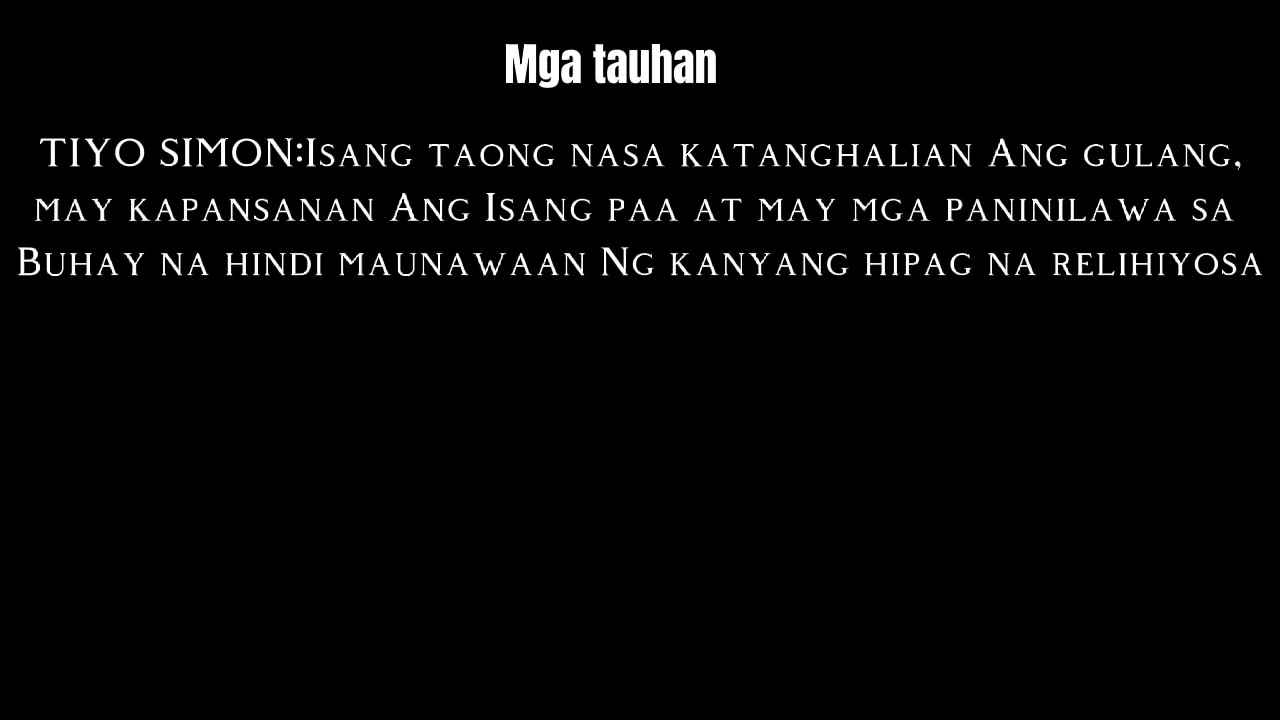 Mga tauhan
TIYO SIMON:Isang taong nasa katanghalian Ang gulang,
may kapansanan Ang Isang paa at may mga paninilawa sa
Buhay na hindi maunawaan Ng kanyang hipag na relihiyosa